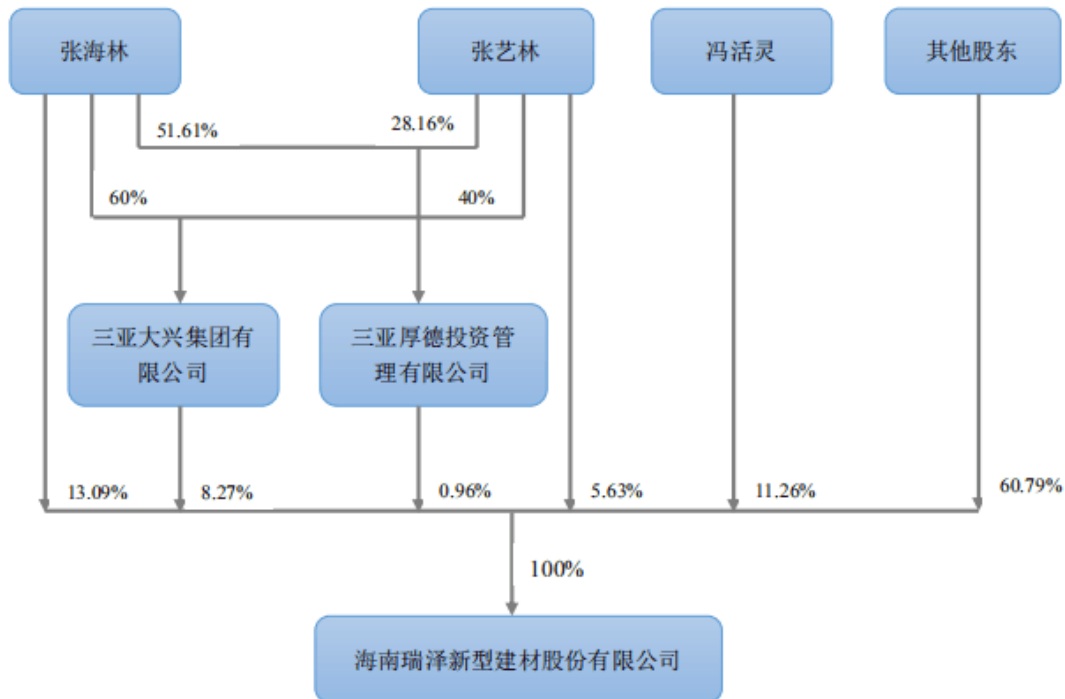 张海林
张艺林
冯活灵
其他股东
51.61%
28.16%
60%
40%
三亚大兴集团有
限公司
三亚厚德投资管
理有限公司
13.09%
8.27%
0.96%
5.63%
11.26%
60.79%
100%
海南瑞泽新型建材股份有限公司